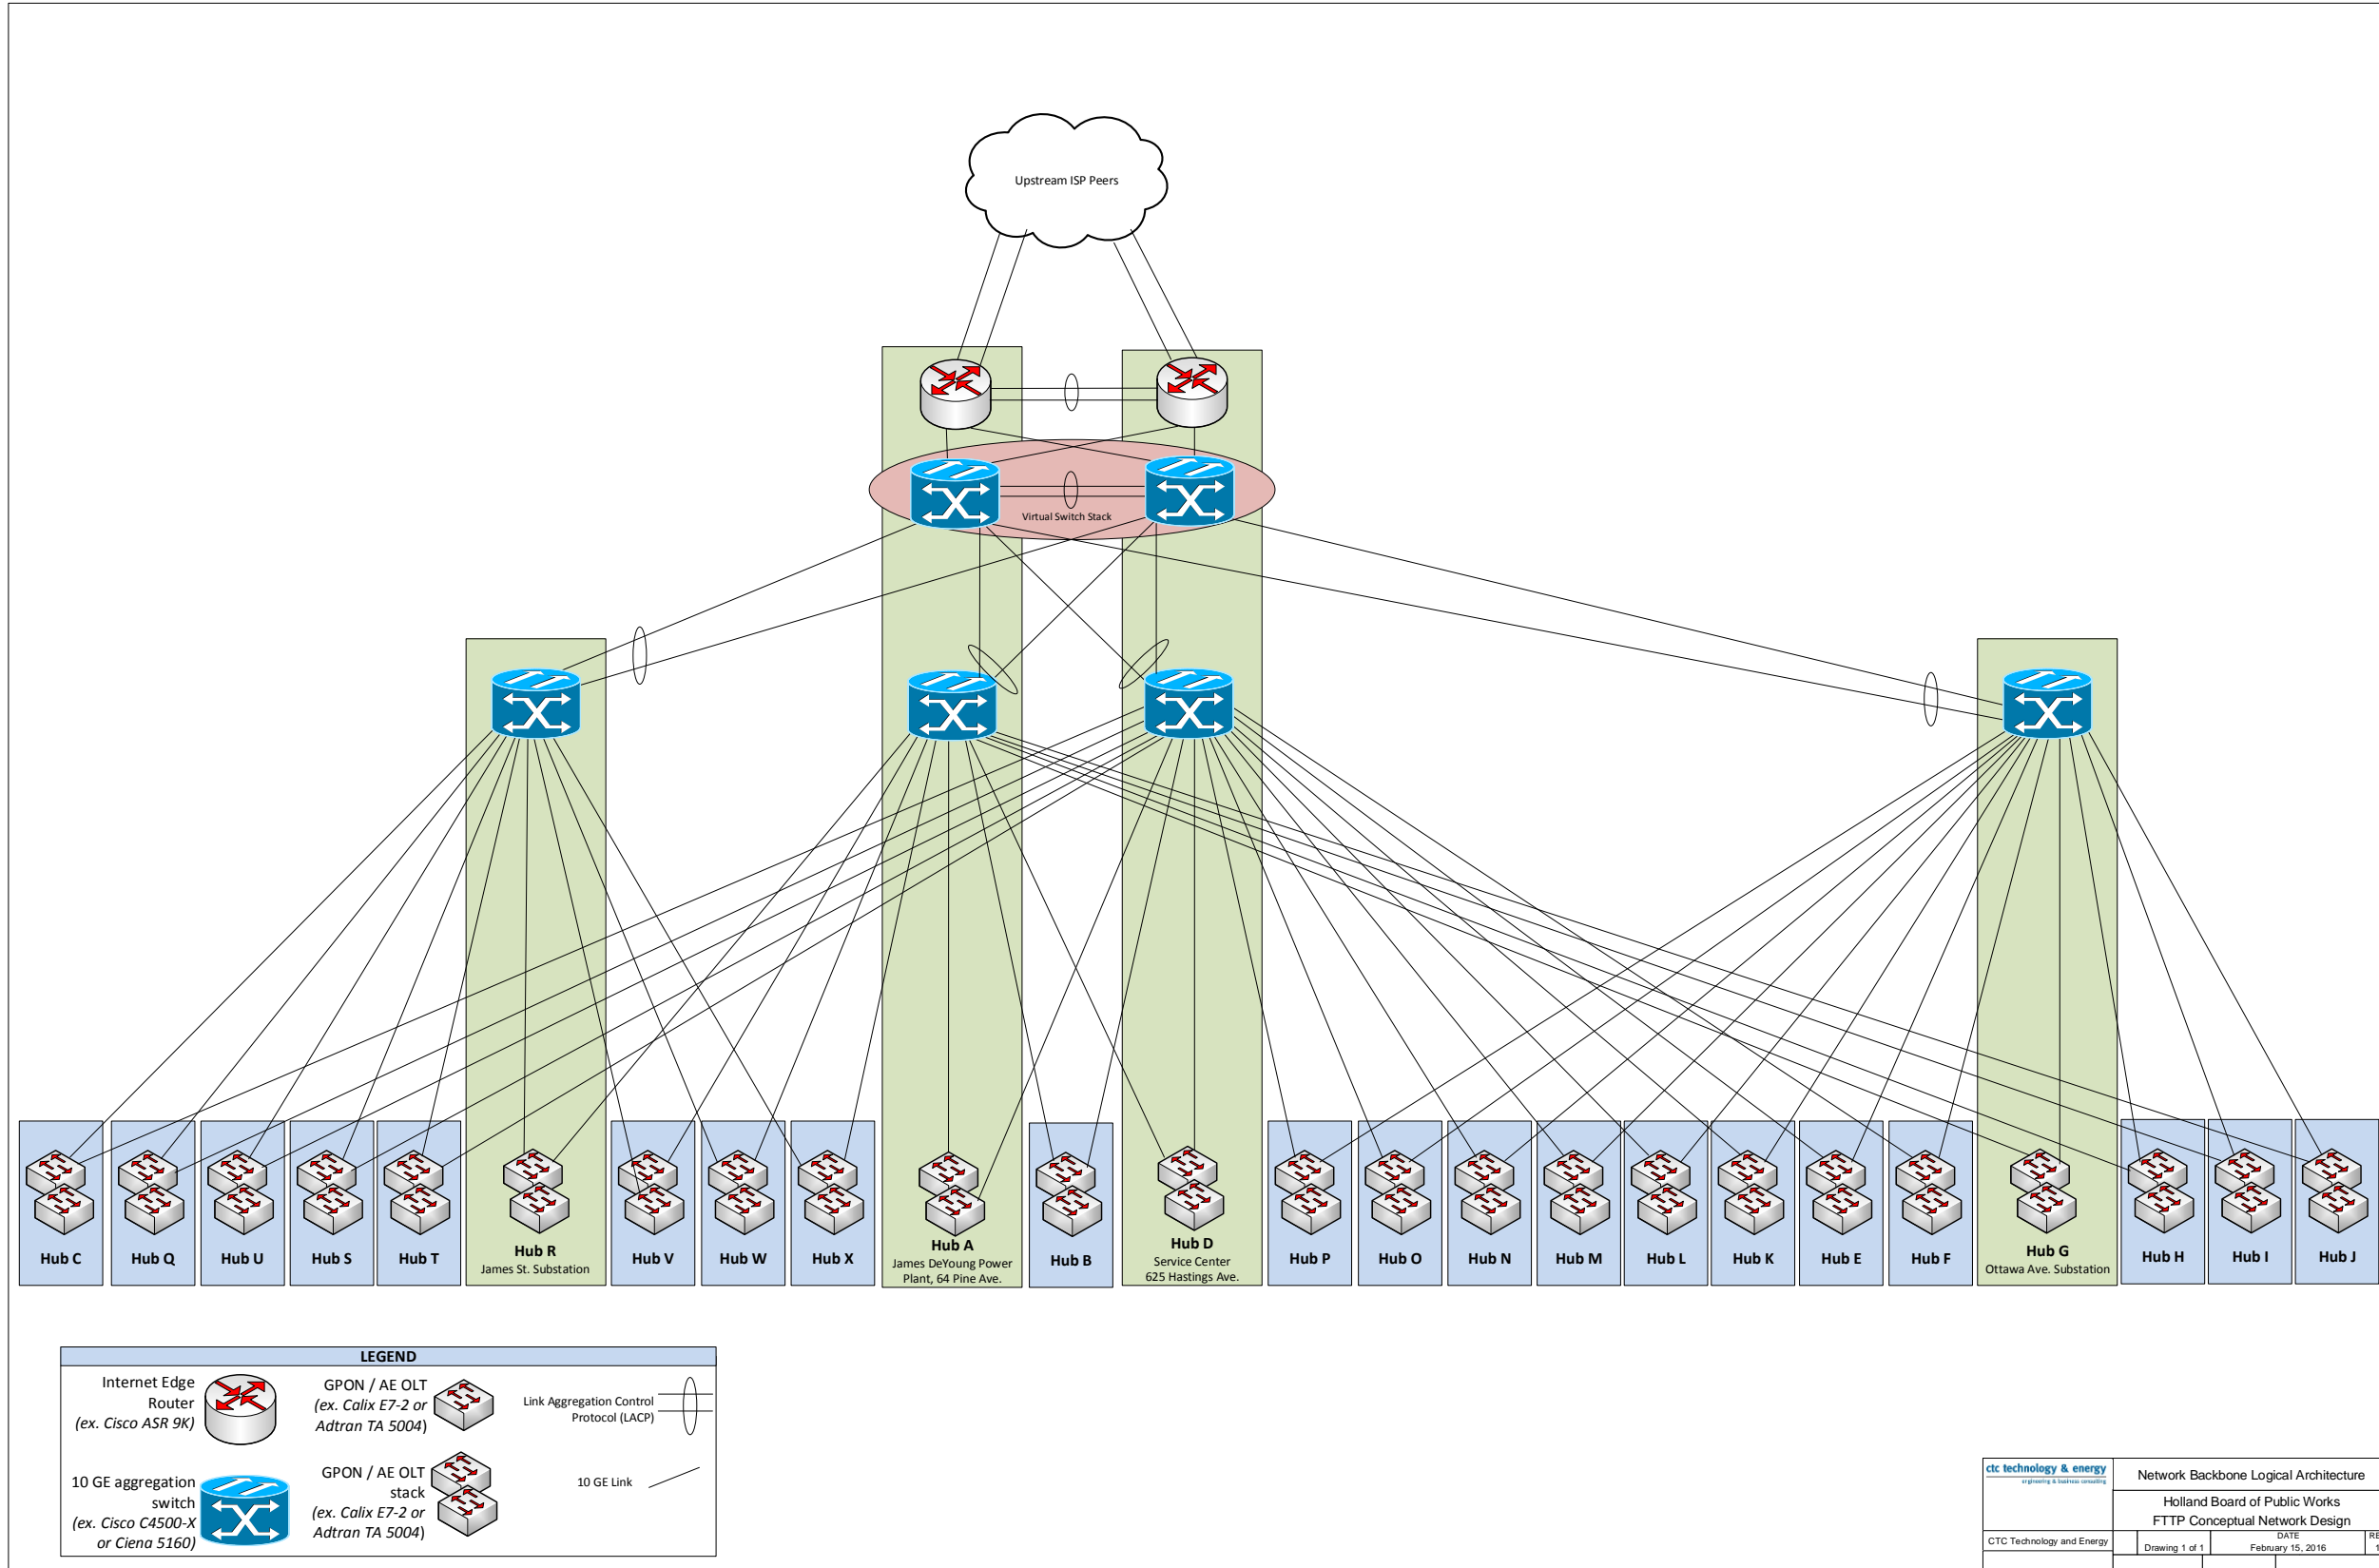 Upstream ISP Peers
Virtual Switch Stack
Hub C
Hub Q
Hub U
Hub S
Hub T
Hub R
James St. Substation
Hub V
Hub W
Hub X
Hub A
James DeYoung Power
Plant, 64 Pine Ave.
Hub B
Hub D
Service Center
625 Hastings Ave.
Hub P
Hub O
Hub N
Hub M
Hub L
Hub K
Hub E
Hub F
Hub G
Ottawa Ave. Substation
Hub H
Hub I
Hub J
LEGEND
Internet Edge
Router
(ex. Cisco ASR 9K)
10 GE aggregation
switch
(ex. Cisco C4500-X
or Ciena 5160)
GPON / AE OLT
(ex. Calix E7-2 or
Adtran TA 5004)
GPON / AE OLT
stack
(ex. Calix E7-2 or
Adtran TA 5004)
Link Aggregation Control
Protocol (LACP)
10 GE Link
ctc technology & energy
engineering & business consulting
Network Backbone Logical Architecture
Holland Board of Public Works
FTTP Conceptual Network Design
CTC Technology and Energy
Drawing 1 of 1
DATE
February 15, 2016